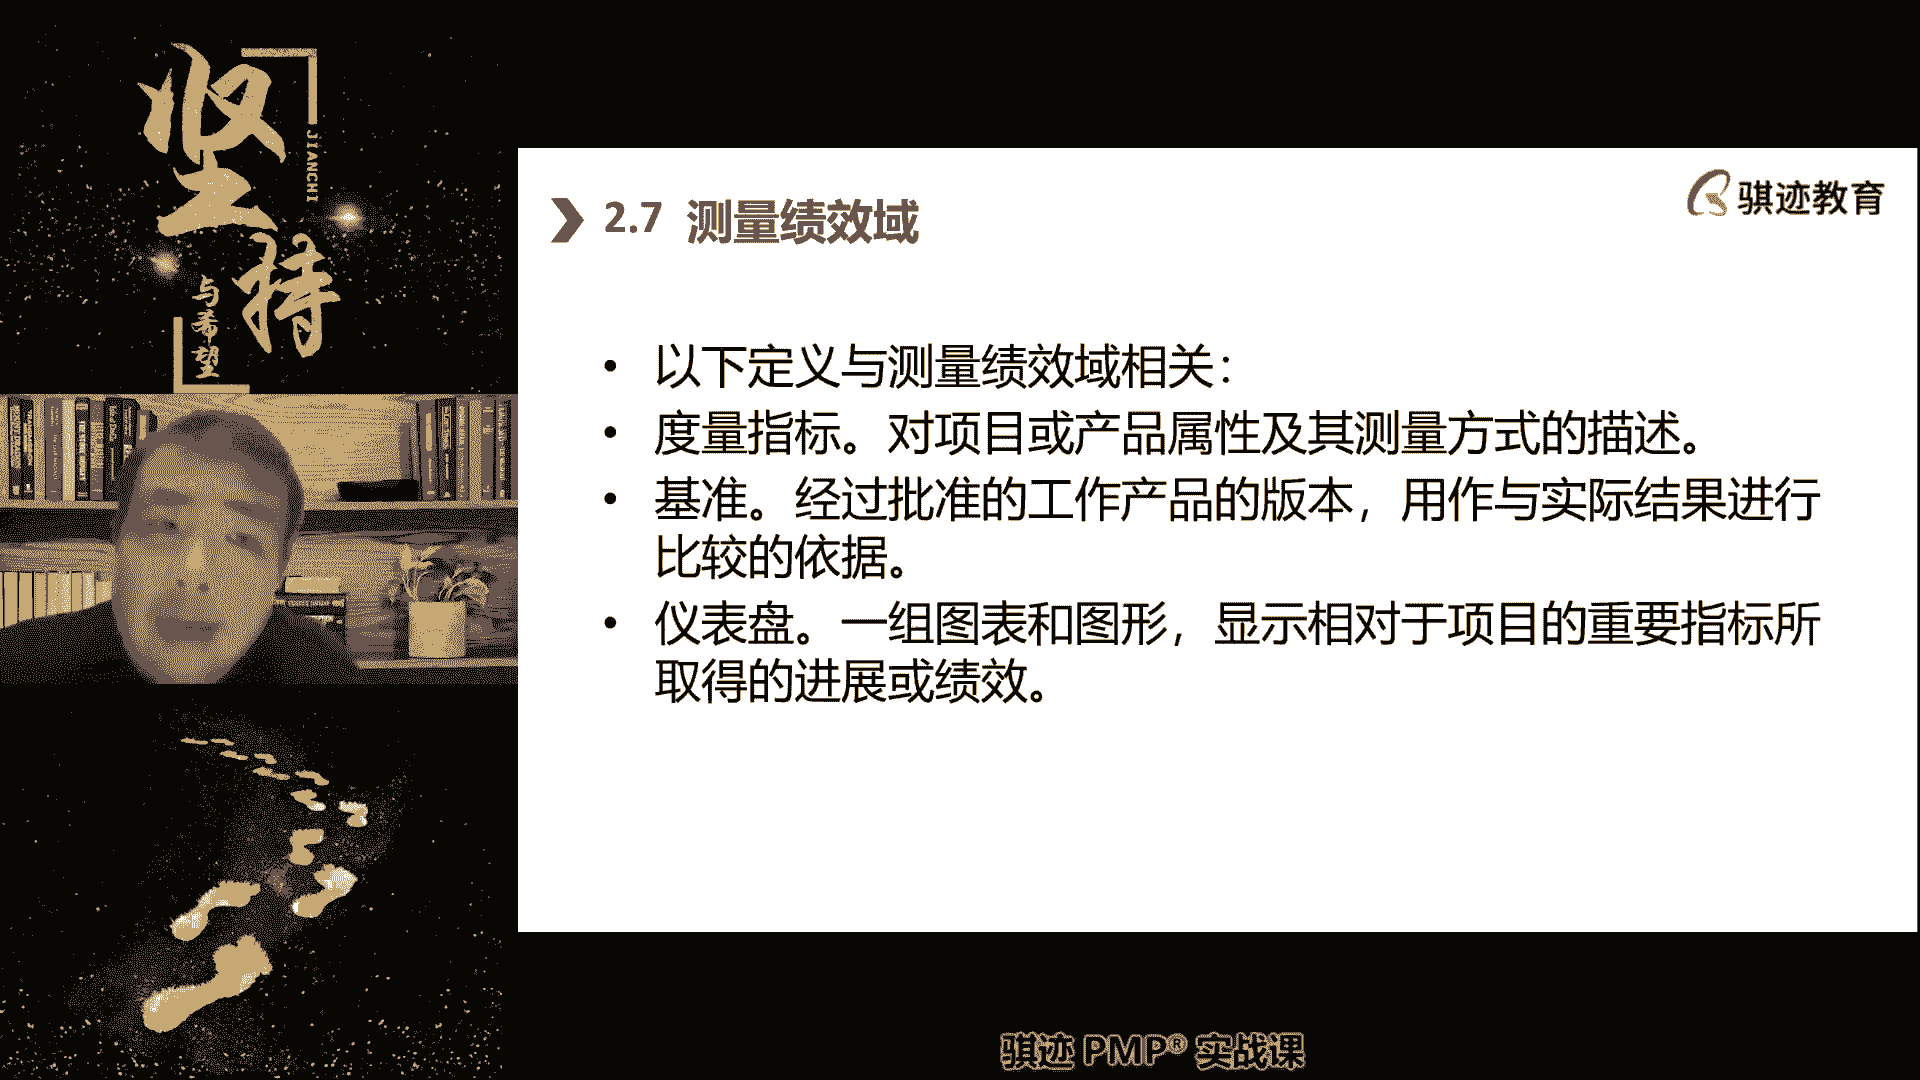 坚持
JIANCHI
与希望
骐迹教育
2.7 测量绩效域
• 以下定义与测量绩效域相关：
• 度量指标。对项目或产品属性及其测量方式的描述。
• 基准。经过批准的工作产品的版本，用作与实际结果进行
比较的依据。
• 仪表盘。一组图表和图形，显示相对于项目的重要指标所
取得的进展或绩效。
骐迹 PMP® 实战课